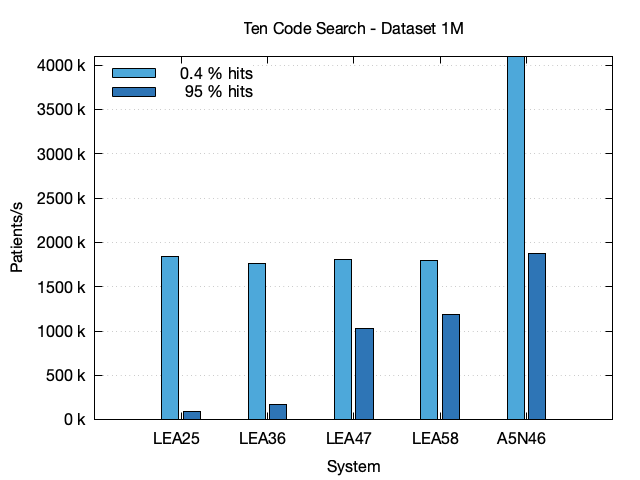 Ten Code Search - Dataset 1M
0.4 % hits
95 % hits
4000 k
3500 k
3000 k
2500 k
2000 k
1500 k
1000 k
500 k
0 k
Patients/s
LEA25 LEA36 LEA47 LEA58 A5N46
System